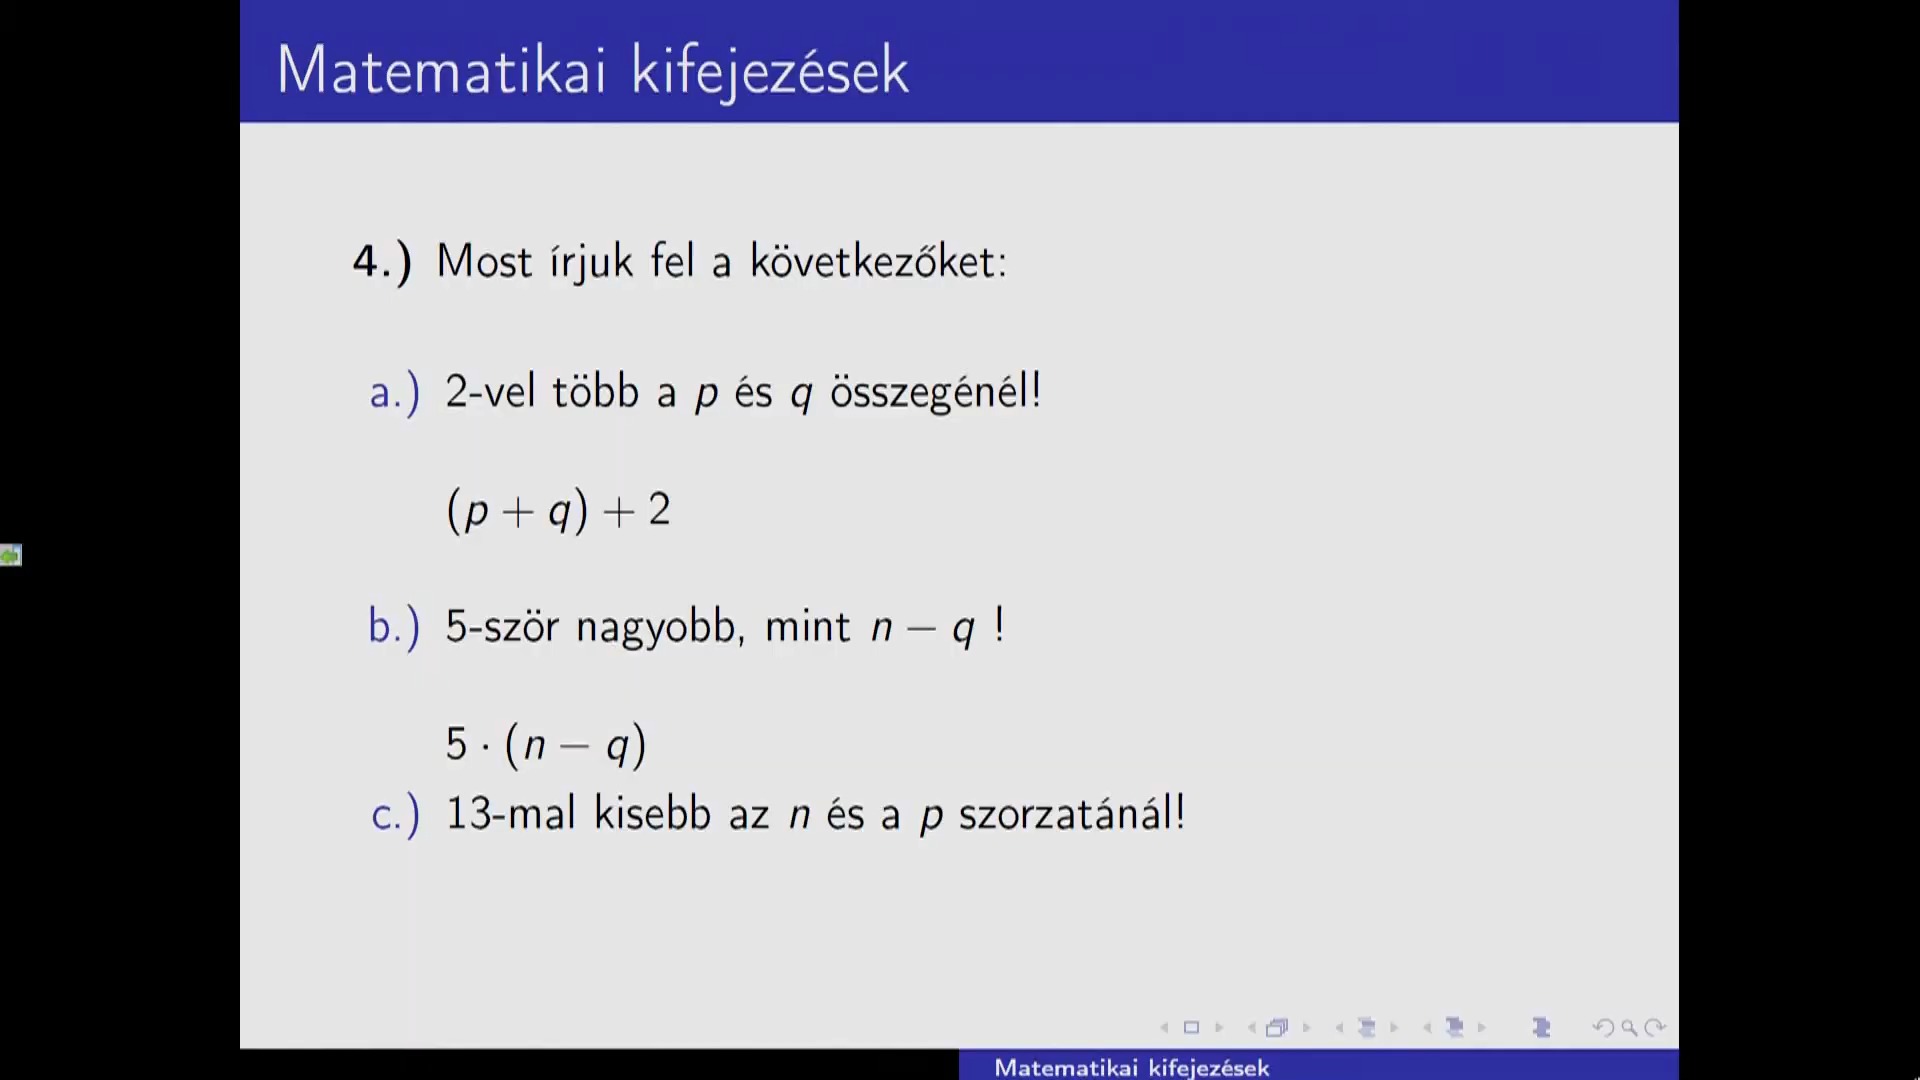 Matematikai kifejezések
4.) Most írjuk fel a következőket:
a.) 2-vel több a p és q összegénél!
(p + q) + 2
b.) 5-ször nagyobb, mint n − q !
5 · (n − q)
c.) 13-mal kisebb az n és a p szorzatánál!
Matematikai kifejezések